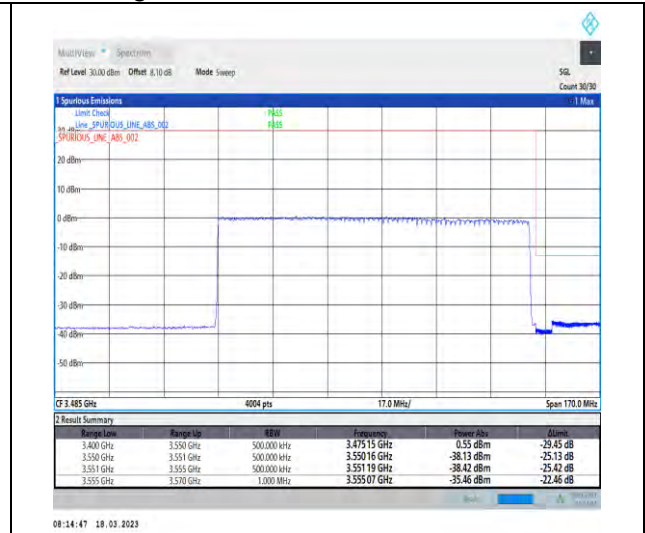 MultiView Spectrum
Ref Level 30.00 dBm Offset 8.10 dB Mode Sweep SGL
Count 30/30
1 Spurious Emissions 1 Max
Limit Check PASS
Line _SPURIOUS_LINE_ABS_002 PASS
_SPURIOUS_LINE_ABS_002
20 dBm
10 dBm
0 dBm
-10 dBm
-20 dBm
-30 dBm
-40 dBm
-50 dBm
CF 3.485 GHz 4004 pts 17.0 MHz/ Span 170.0 MHz
2 Result Summary
Range Low Range Up RBW Frequency Power Abs ΔLimit
3.400 GHz 3.550 GHz 500.000 kHz 3.47515 GHz 0.55 dBm -29.45 dB
3.550 GHz 3.551 GHz 500.000 kHz 3.55016 GHz -38.13 dBm -25.13 dB
3.551 GHz 3.555 GHz 500.000 kHz 3.55119 GHz -38.42 dBm -25.42 dB
3.555 GHz 3.570 GHz 1.000 MHz 3.55507 GHz -35.46 dBm -22.46 dB
08:14:47 18.03.2023